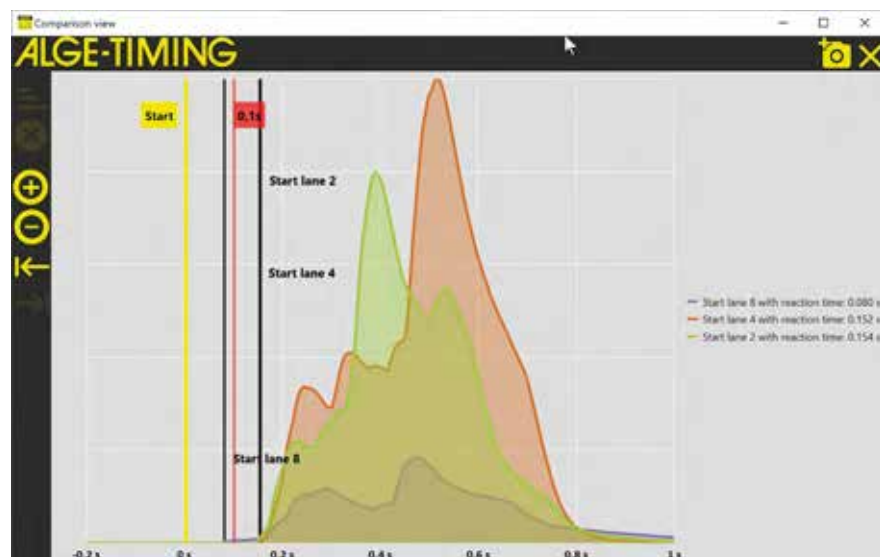 Comparison view
ALGE-TIMING
Start
0,1s
Start lane 2
Start lane 4
Start lane 8 with reaction time: 0.080 s
Start lane 4 with reaction time: 0.152 s
Start lane 2 with reaction time: 0.154 s
Start lane 8
-0.2 s 0 s 0.2 s 0.4 s 0.6 s 0.8 s 1 s